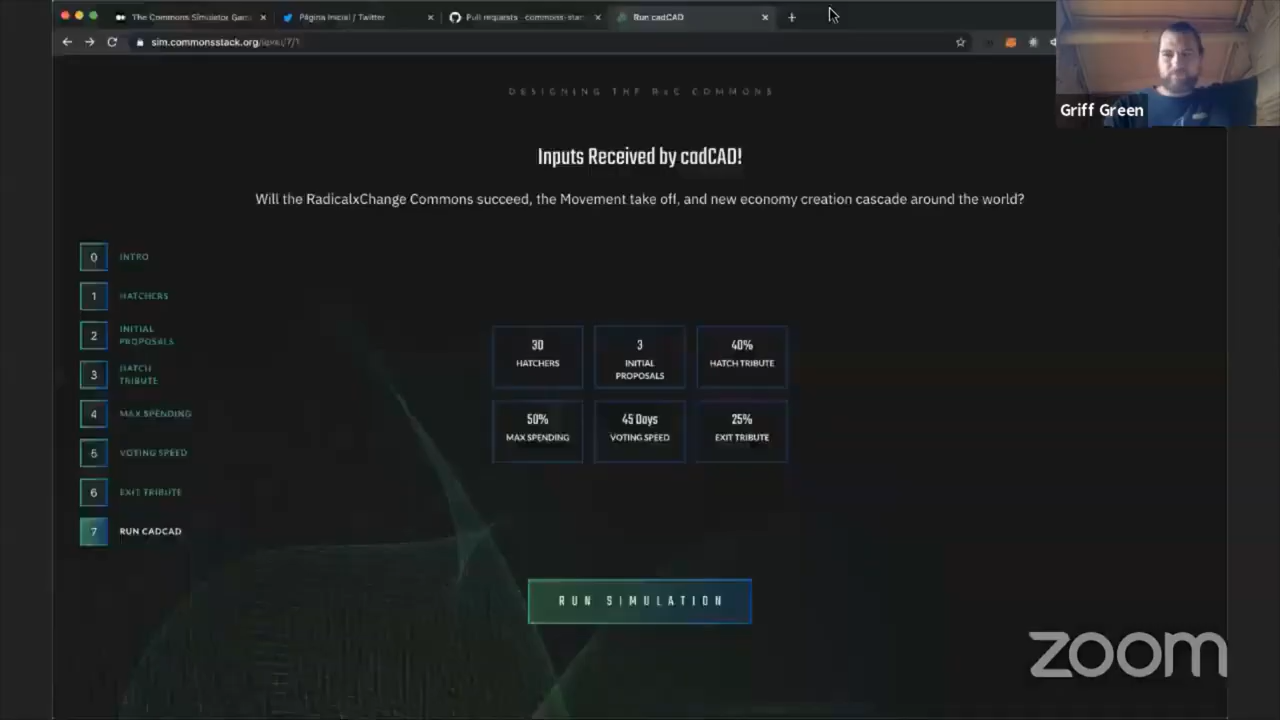 The Commons Simulator Gam
Página Inicial / Twitter
Pull requests · commons-stac
Run cadCAD
sim.commonsstack.org/level/7/1
Griff Green
DESIGNING THE RxC COMMONS
Inputs Received by cadCAD!
Will the RadicalxChange Commons succeed, the Movement take off, and new economy creation cascade around the world?
0 INTRO
1 HATCHERS
2 INITIAL
PROPOSALS
3 HATCH
TRIBUTE
4 MAX SPENDING
5 VOTING SPEED
6 EXIT TRIBUTE
7 RUN CADCAD
30
HATCHERS
3
INITIAL
PROPOSALS
40%
HATCH TRIBUTE
50%
MAX SPENDING
45 Days
VOTING SPEED
25%
EXIT TRIBUTE
RUN SIMULATION
zoom